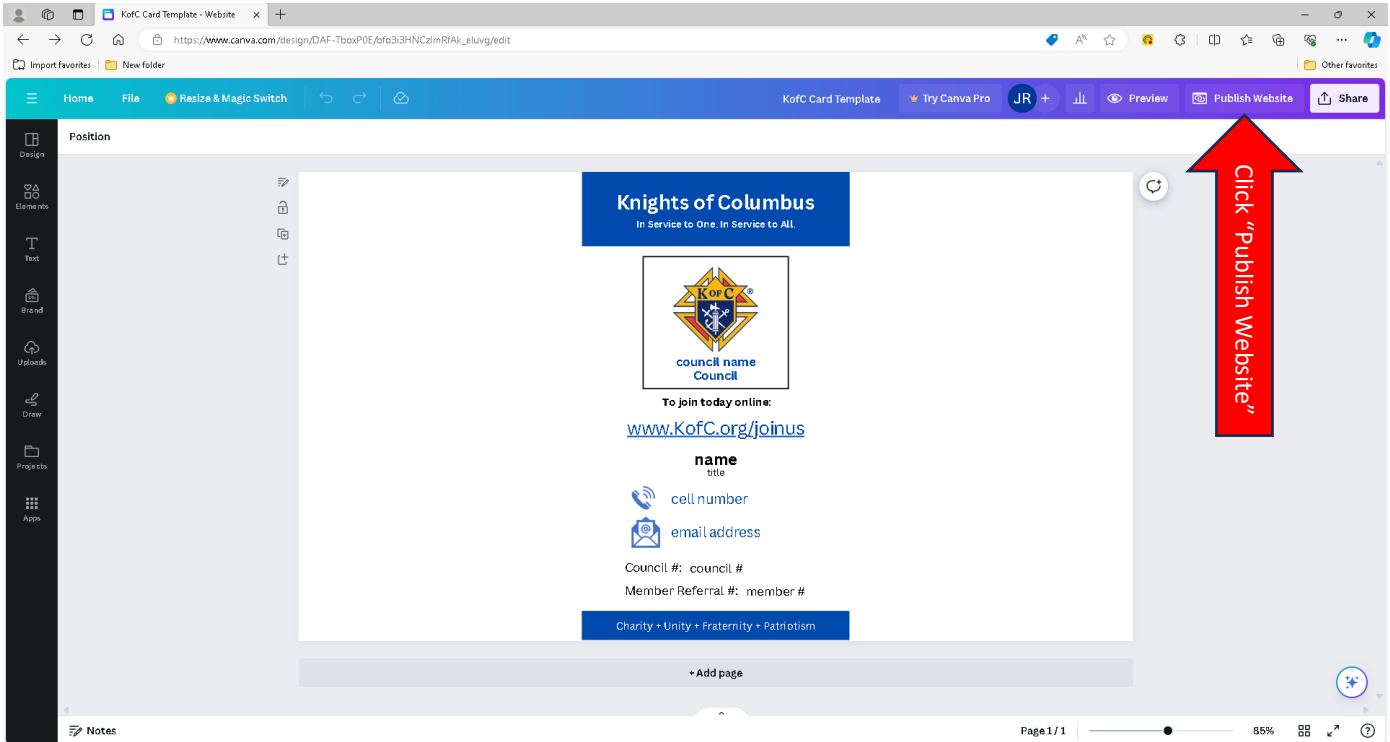 KofC Card Template - Website
https://www.canva.com/design/DAF-TboxP0E/bfo3i3HNCzlmRfAk_eluvg/edit
Import favorites
New folder
Other favorites
Home
File
Resize & Magic Switch
KofC Card Template
Try Canva Pro
JR
+
Preview
Publish Website
Share
Position
Design
Elements
Text
Brand
Uploads
Draw
Projects
Apps
Knights of Columbus
In Service to One. In Service to All.
K OF C ®
council name
Council
To join today online:
www.KofC.org/joinus
name
title
cell number
email address
Council #: council #
Member Referral #: member #
Charity + Unity + Fraternity + Patriotism
+ Add page
Click “Publish Website”
Notes
Page 1 / 1
85%